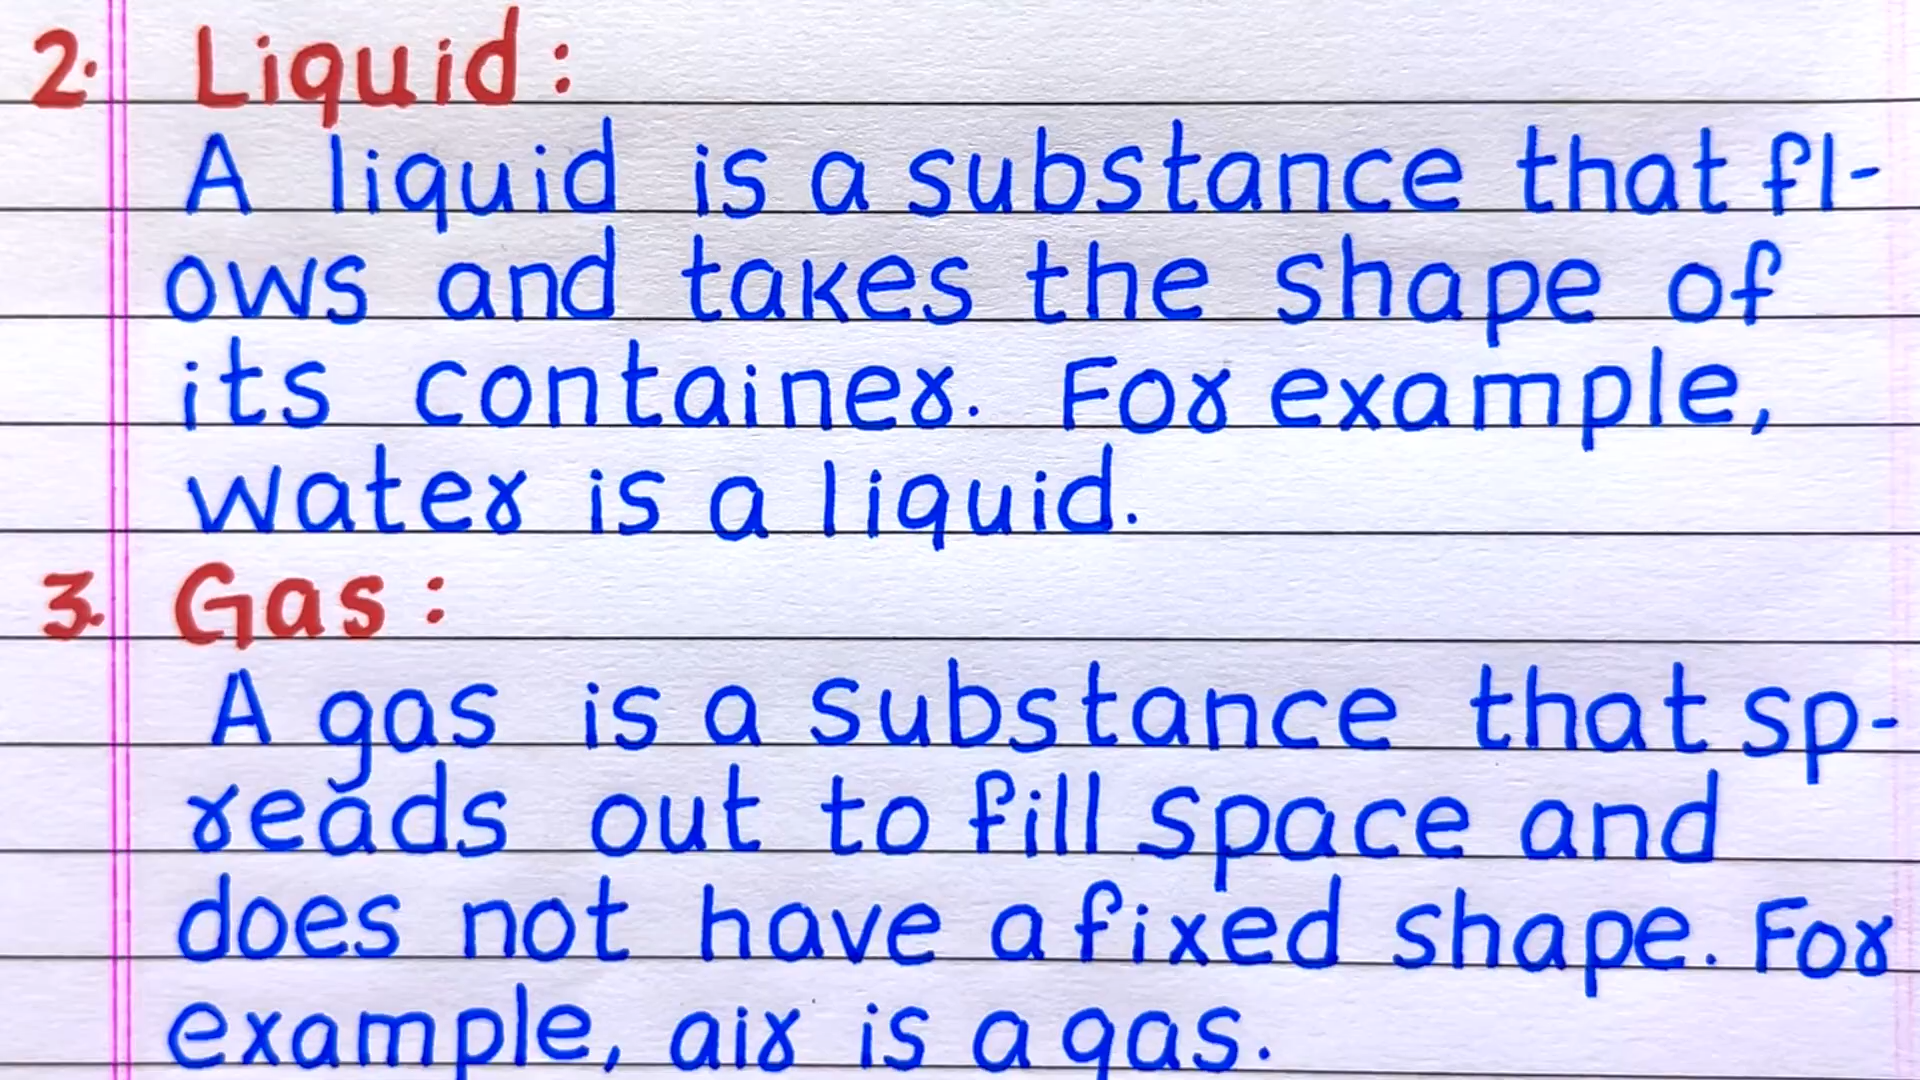 2. Liquid:
A liquid is a substance that fl-
ows and takes the shape of
its container. For example,
water is a liquid.
3. Gas:
A gas is a substance that sp-
reads out to fill space and
does not have a fixed shape. For
example, air is a gas.